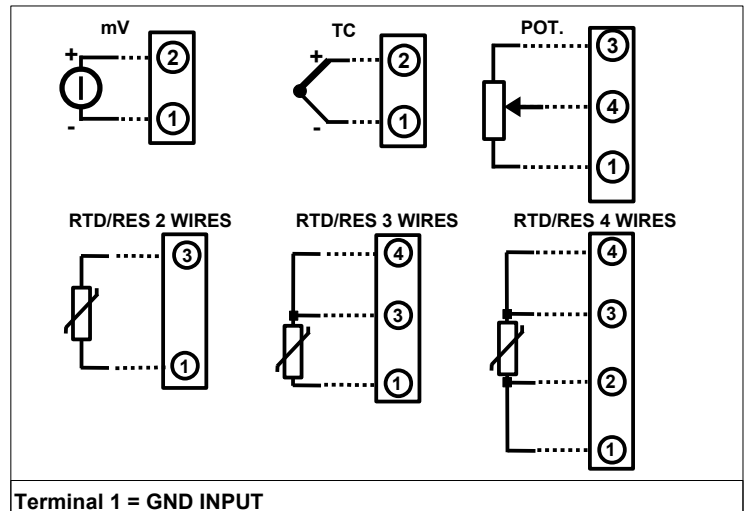 mV
+
2
-
1
TC
+
2
-
1
POT.
3
4
1
RTD/RES 2 WIRES
3
1
RTD/RES 3 WIRES
4
3
1
RTD/RES 4 WIRES
4
3
2
1
Terminal 1 = GND INPUT